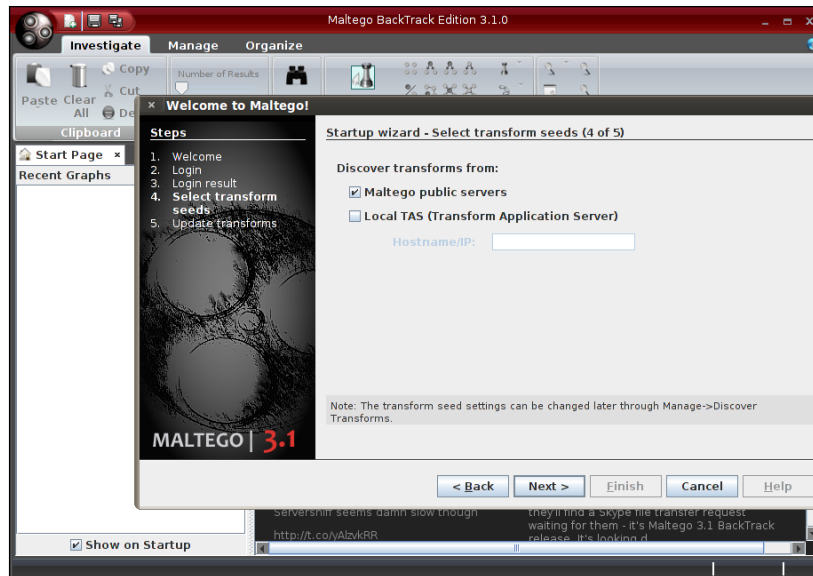 Maltego BackTrack Edition 3.1.0
Investigate Manage Organize
Copy
Cut
De
Paste Clear All
Number of Results
Clipboard
Start Page ×
Recent Graphs
× Welcome to Maltego!
Steps
1. Welcome
2. Login
3. Login result
4. Select transform
seeds
5. Update transforms
MALTEGO | 3.1
Startup wizard - Select transform seeds (4 of 5)
Discover transforms from:
Maltego public servers
Local TAS (Transform Application Server)
Hostname/IP:
Note: The transform seed settings can be changed later through Manage->Discover
Transforms.
< Back Next > Finish Cancel Help
Servershift seems damn slow though
http://t.co/yAlzvkRR
they'll find a Skype file transfer request
waiting for them - it's Maltego 3.1 BackTrack
release. It's looking d
Show on Startup